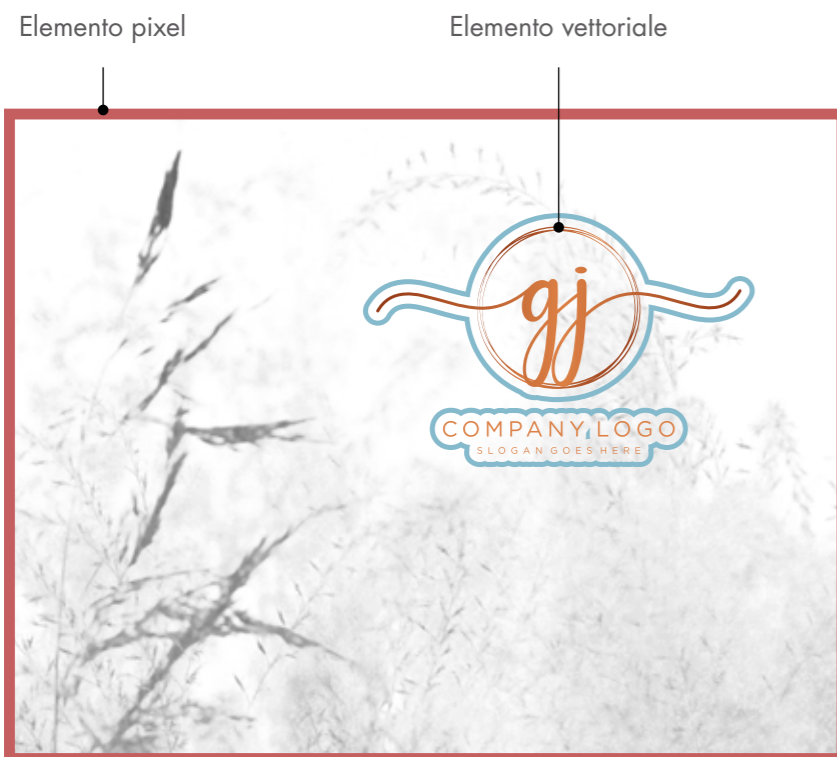 Elemento pixel
Elemento vettoriale
gj
COMPANY LOGO
SLOGAN GOES HERE